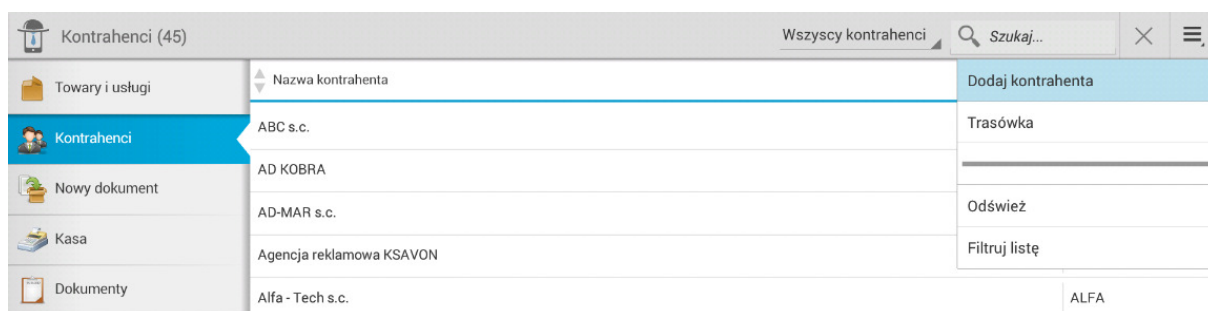 Kontrahenci (45)
Wszyscy kontrahenci
Szukaj...
Towary i usługi
Kontrahenci
Nowy dokument
Kasa
Dokumenty
Nazwa kontrahenta
ABC s.c.
AD KOBRA
AD-MAR s.c.
Agencja reklamowa KSAVON
Alfa - Tech s.c.
ALFA
Dodaj kontrahenta
Trasówka
Odśwież
Filtruj listę